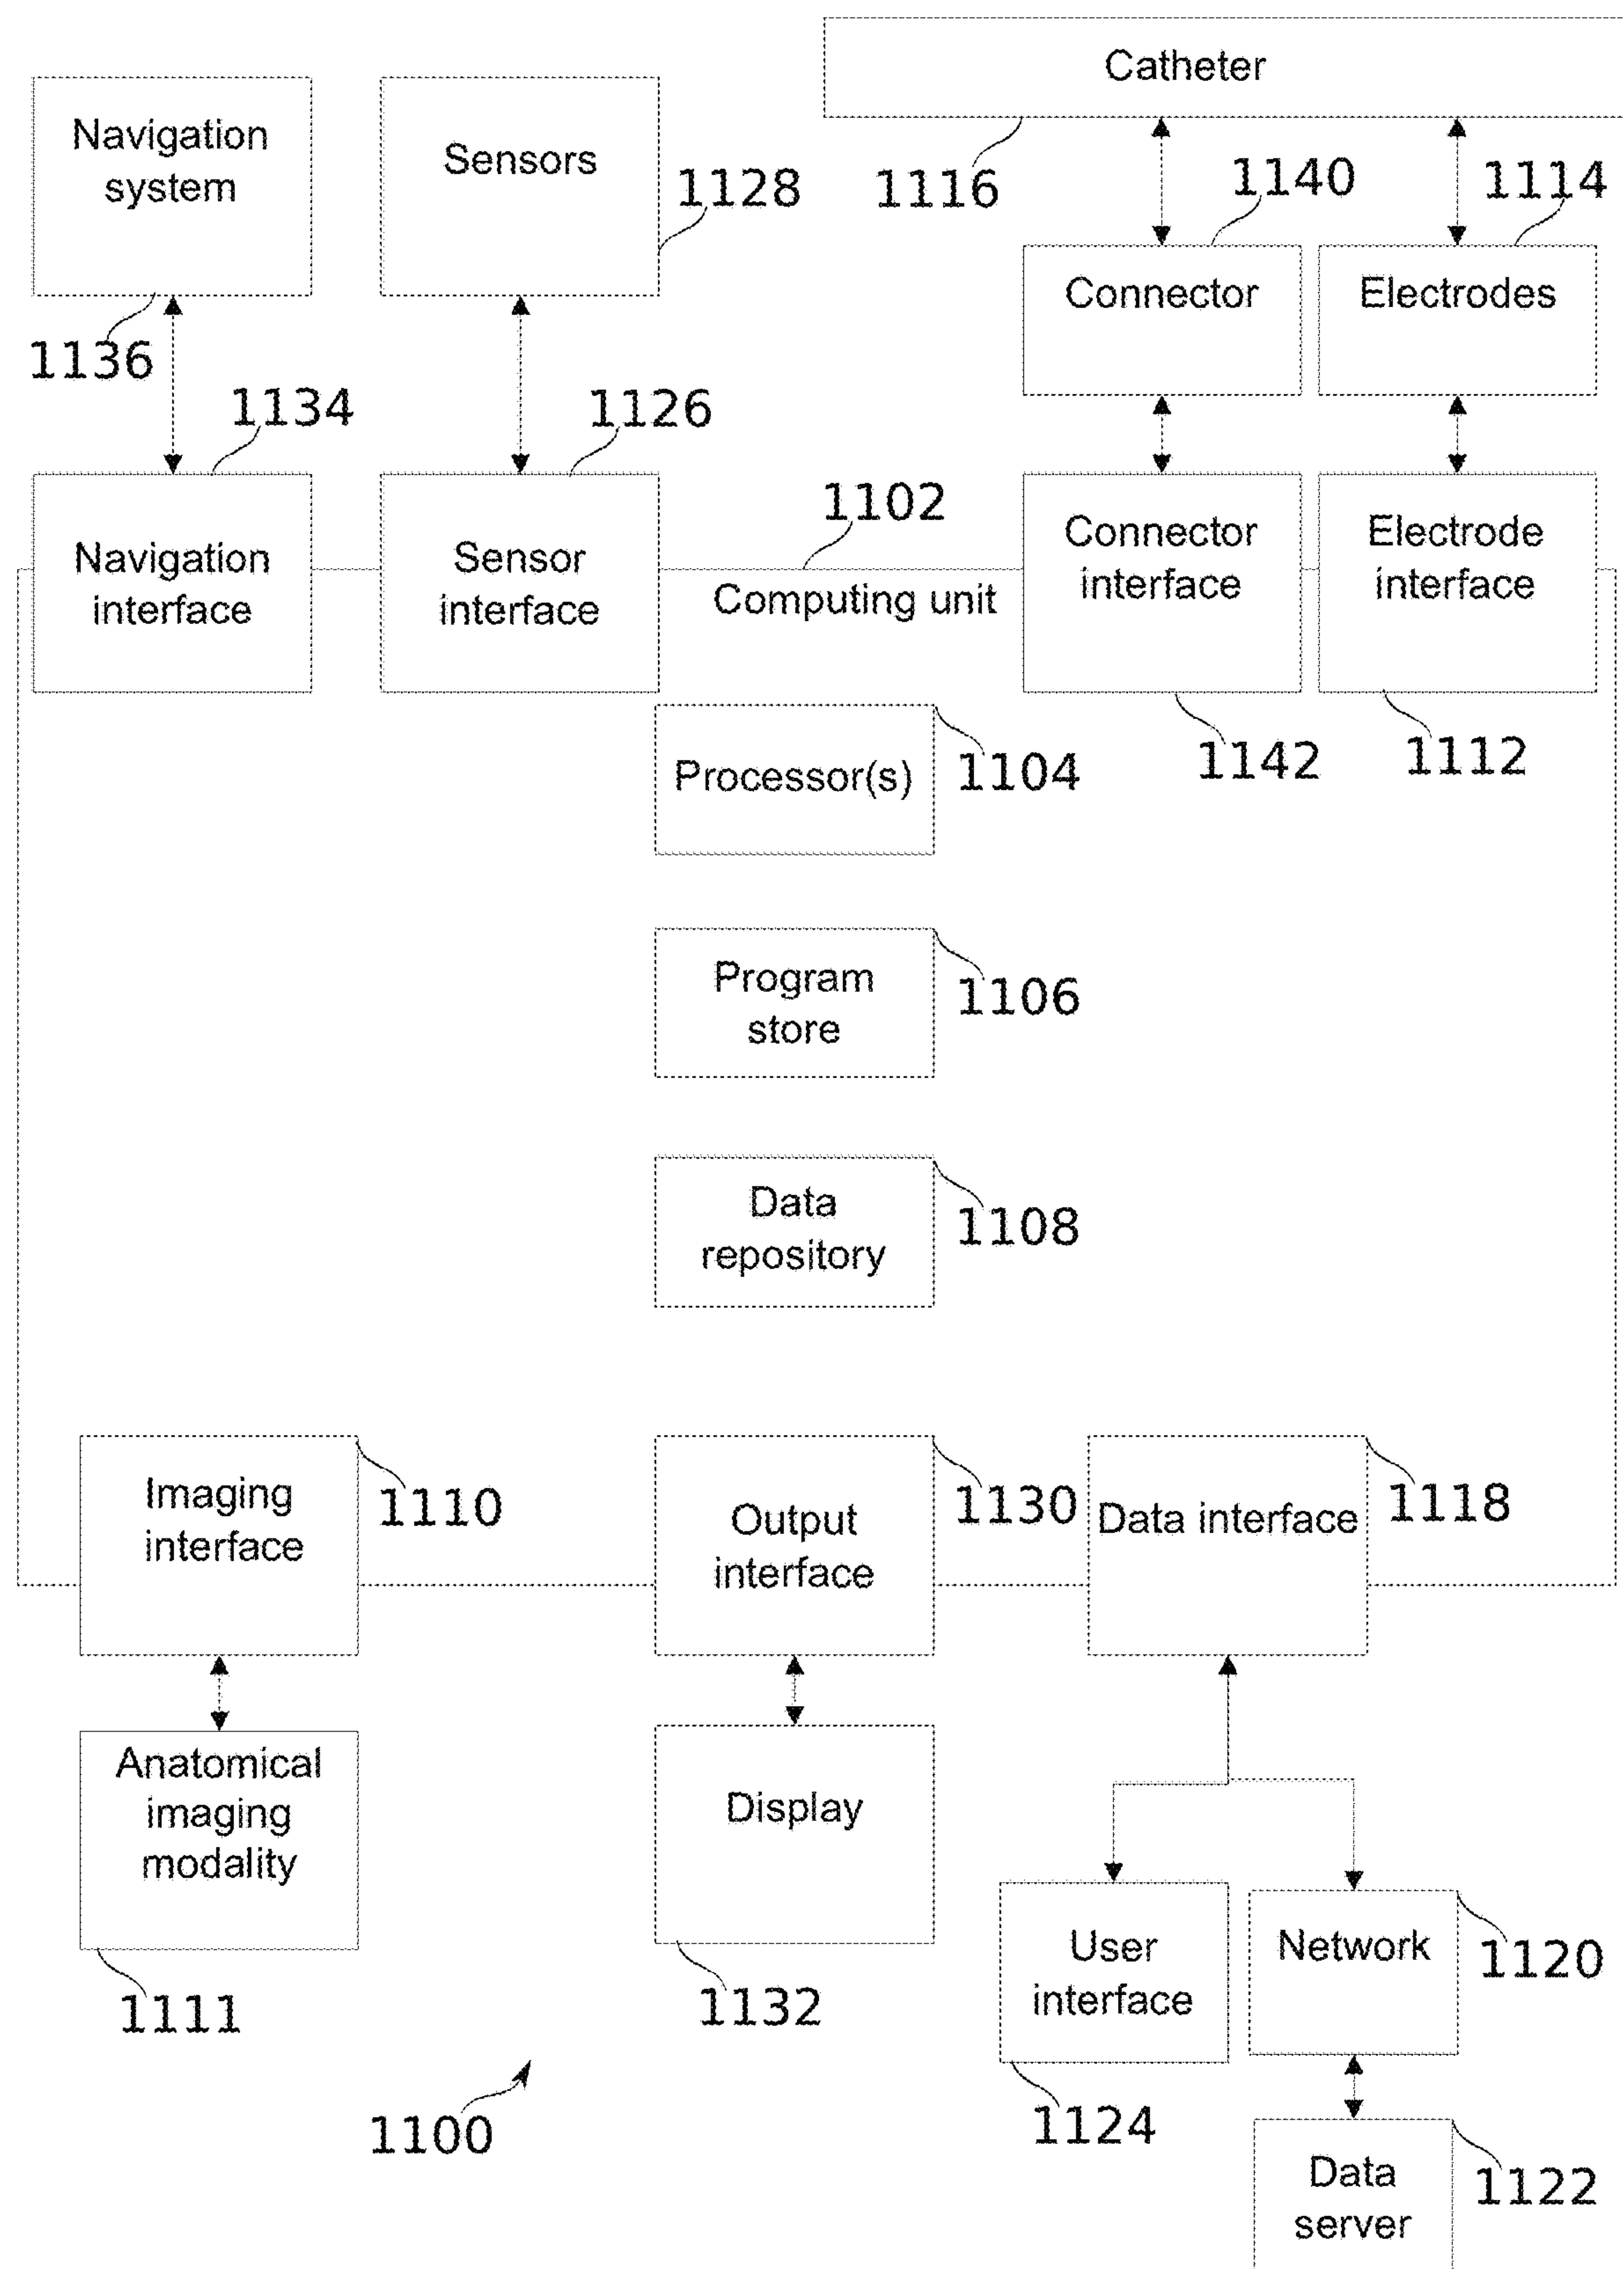 Catheter
Navigation
system
Sensors
1128
1116
1140
1114
Connector
Electrodes
1136
1134
1126
1102
Navigation
interface
Sensor
interface
Computing unit
Connector
interface
Electrode
interface
1142
1112
Processor(s)
1104
Program
store
1106
Data
repository
1108
Imaging
interface
1110
Output
interface
1130
Data interface
1118
Anatomical
imaging
modality
Display
1111
1132
User
interface
Network
1120
1124
1100
Data
server
1122